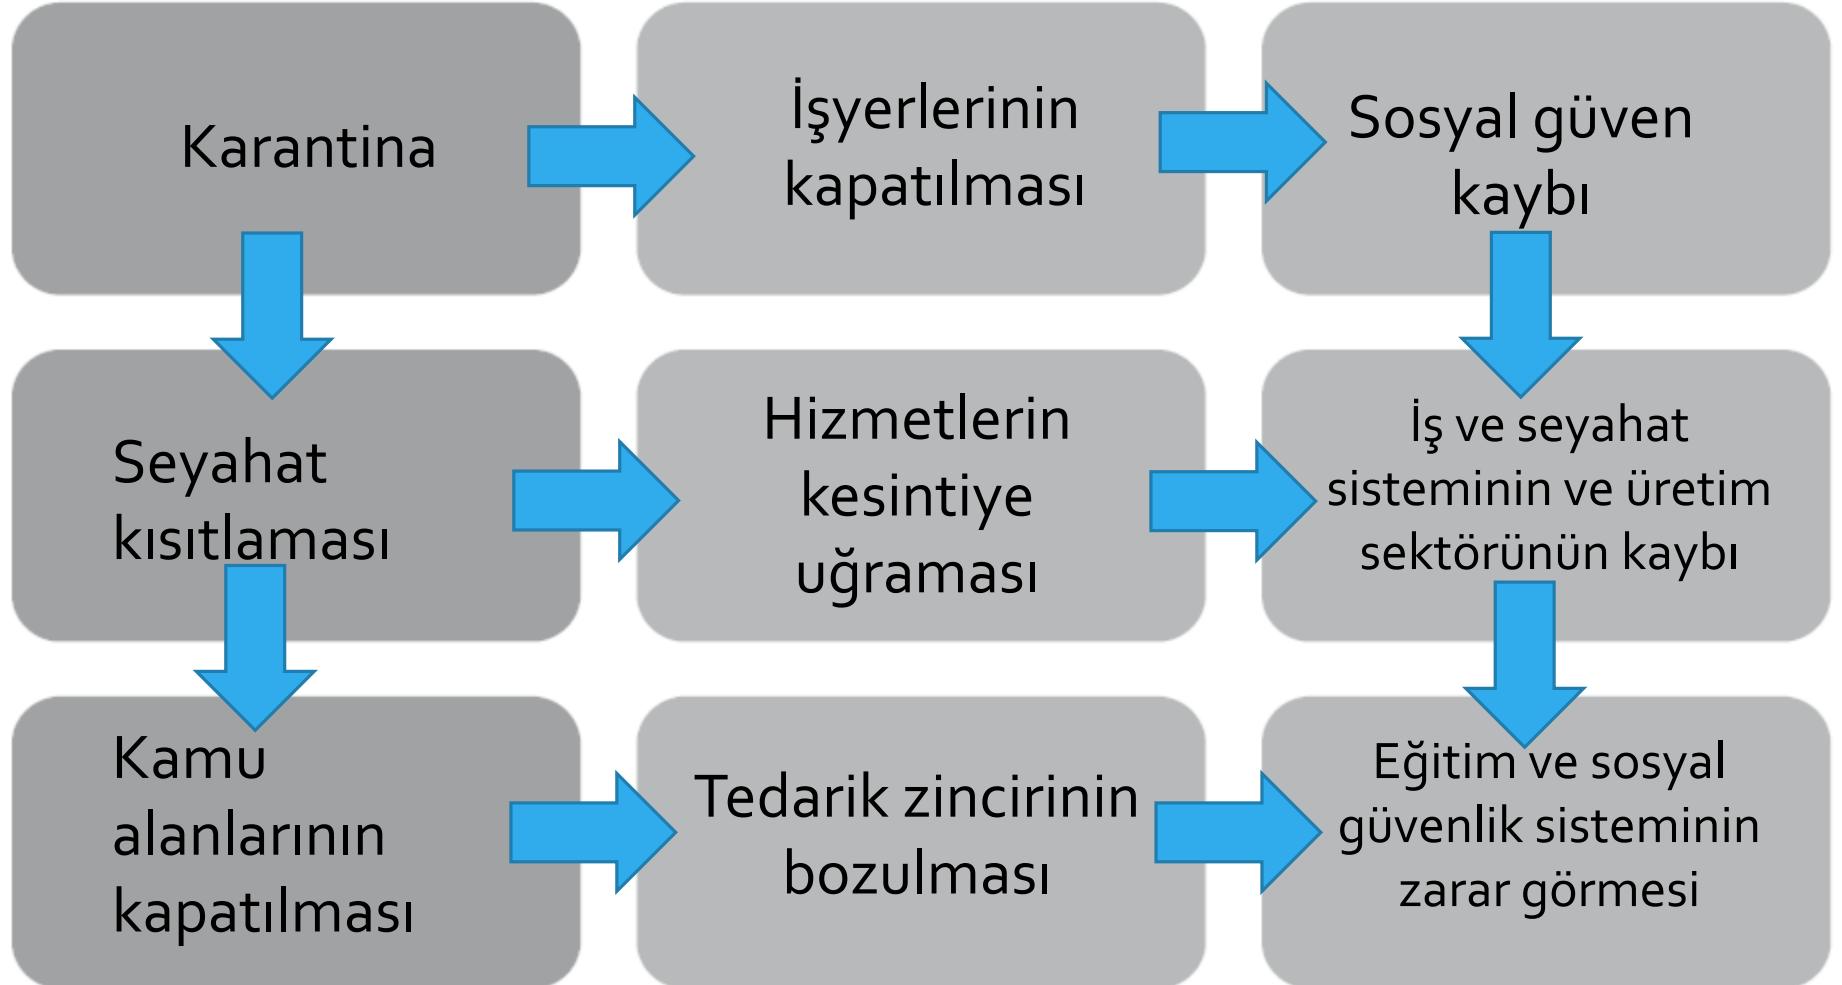 Karantina
İşyerlerinin
kapatılması
Sosyal güven
kaybı
Seyahat
kısıtlaması
Hizmetlerin
kesintiye
uğraması
İş ve seyahat
sisteminin ve üretim
sektörünün kaybı
Kamu
alanlarının
kapatılması
Tedarik zincirinin
bozulması
Eğitim ve sosyal
güvenlik sisteminin
zarar görmesi